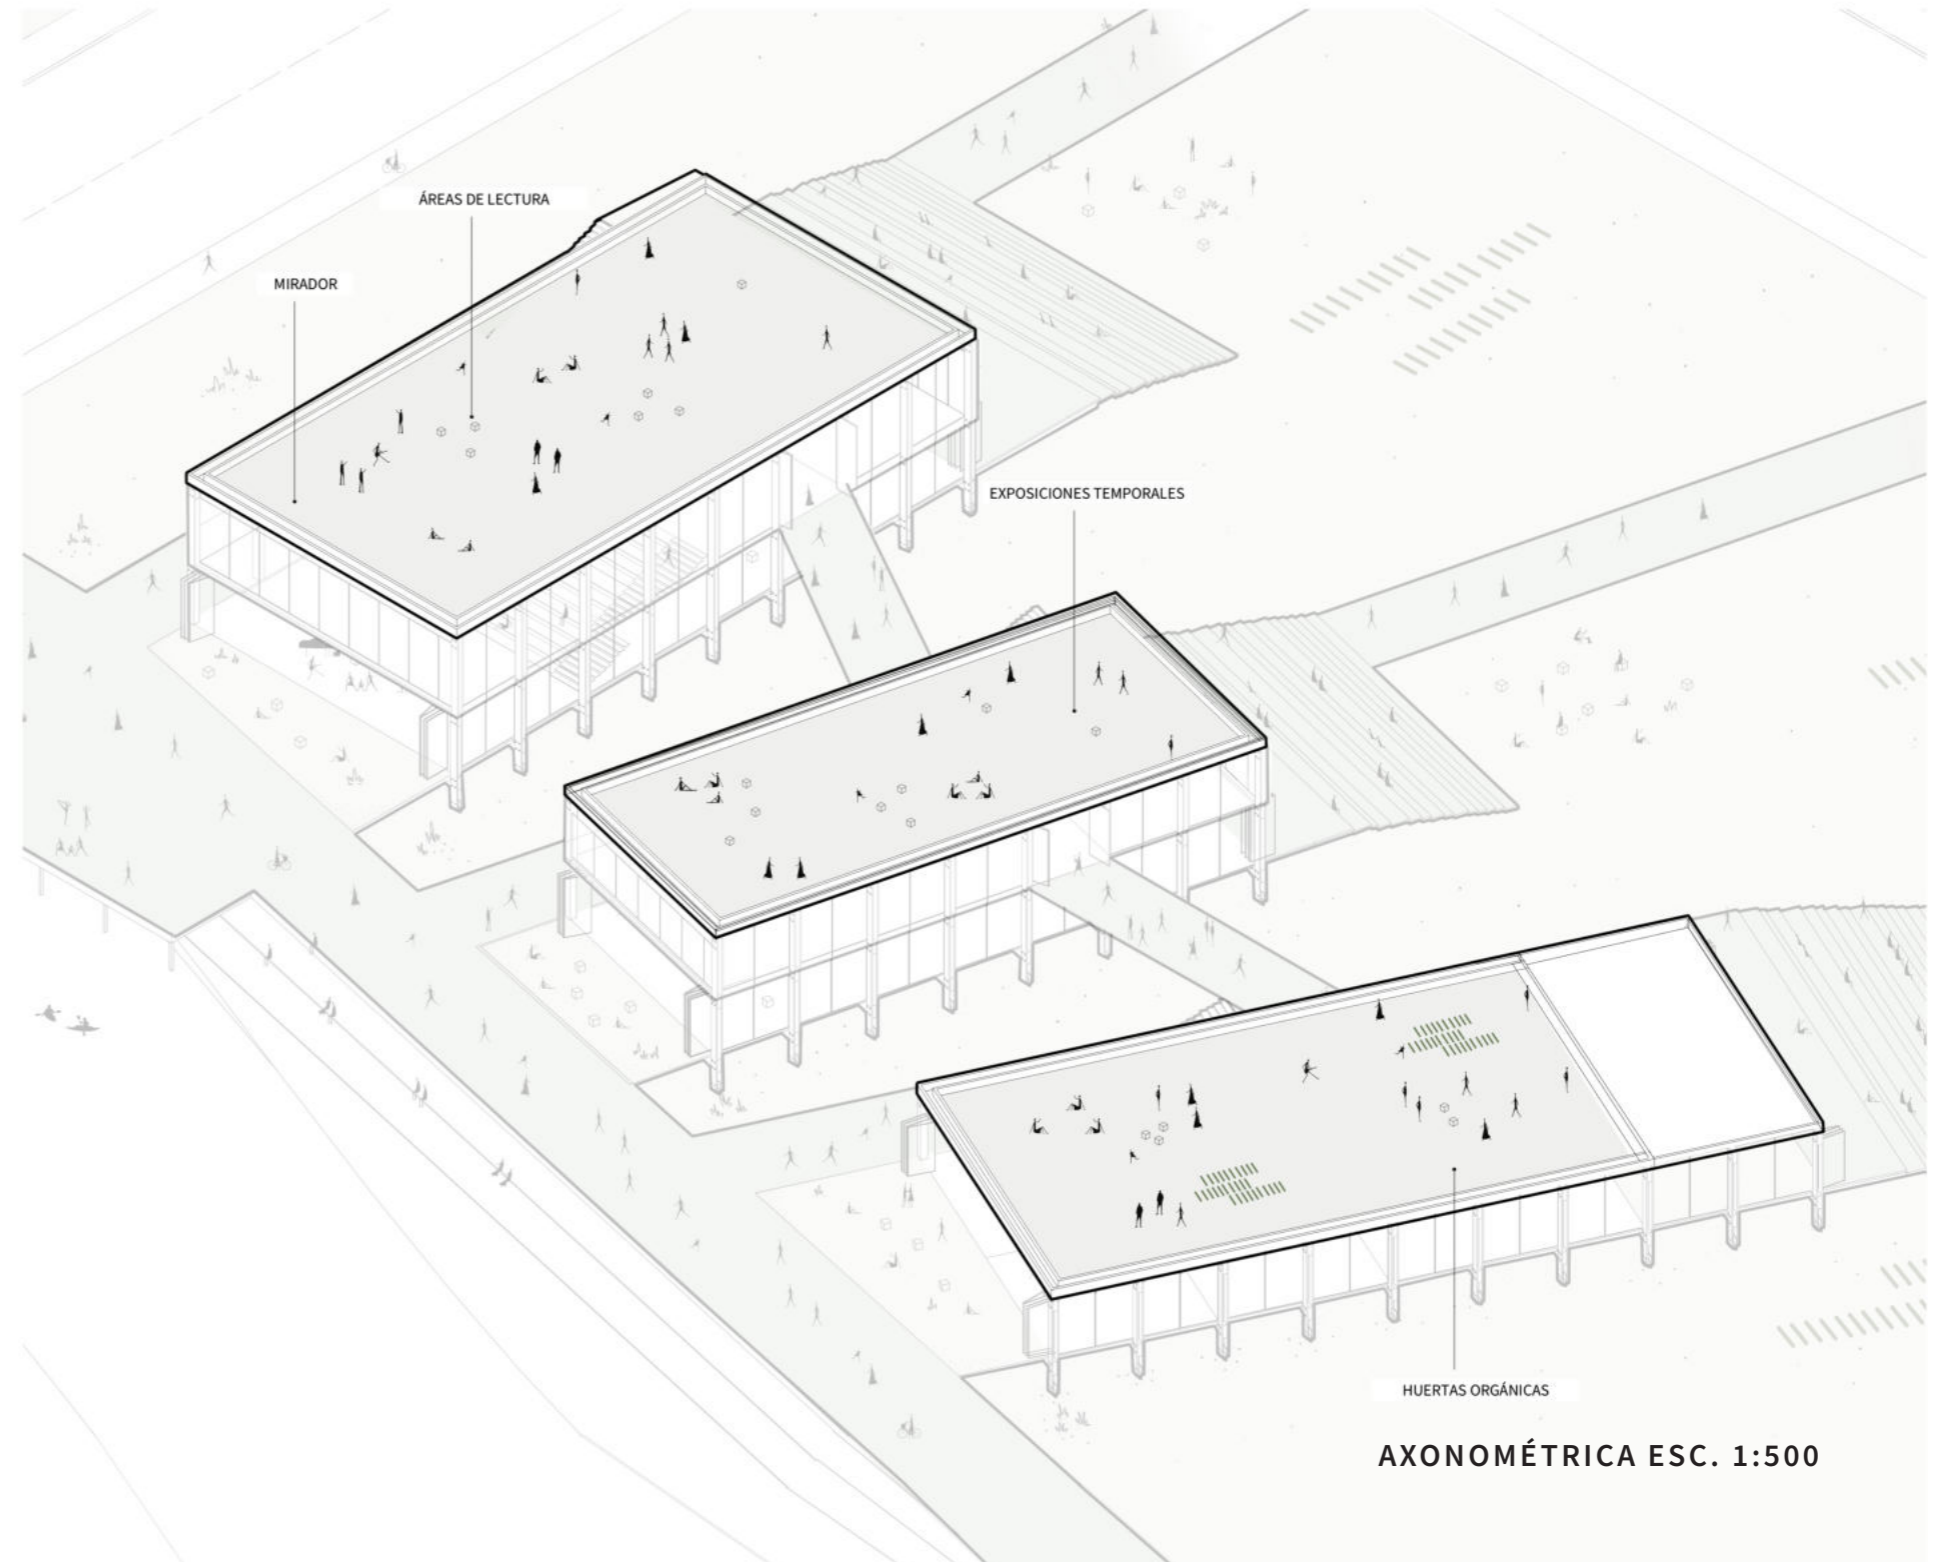 ÁREAS DE LECTURA
MIRADOR
EXPOSICIONES TEMPORALES
HUERTAS ORGÁNICAS
AXONOMÉTRICA ESC. 1:500